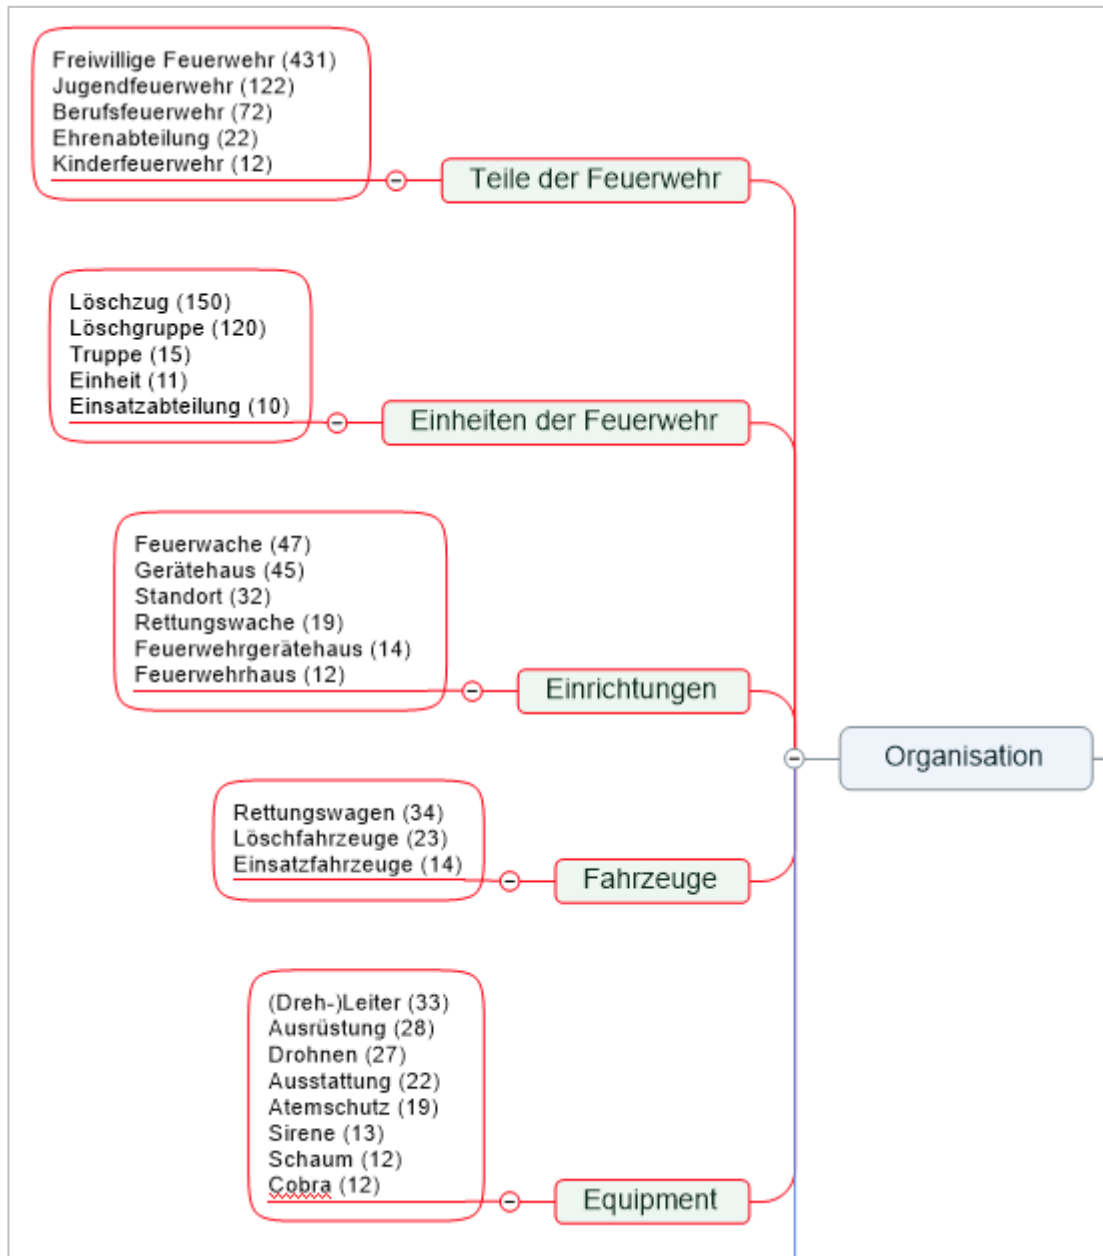 Freiwillige Feuerwehr (431)
Jugendfeuerwehr (122)
Berufsfeuerwehr (72)
Ehrenabteilung (22)
Kinderfeuerwehr (12)
Teile der Feuerwehr
Löschzug (150)
Löschgruppe (120)
Truppe (15)
Einheit (11)
Einsatzabteilung (10)
Einheiten der Feuerwehr
Feuerwache (47)
Gerätehaus (45)
Standort (32)
Rettungswache (19)
Feuerwehrgerätehaus (14)
Feuerwehrhaus (12)
Einrichtungen
Organisation
Rettungswagen (34)
Löschfahrzeuge (23)
Einsatzfahrzeuge (14)
Fahrzeuge
(Dreh-)Leiter (33)
Ausrüstung (28)
Drohnen (27)
Ausstattung (22)
Atemschutz (19)
Sirene (13)
Schaum (12)
Cobra (12)
Equipment